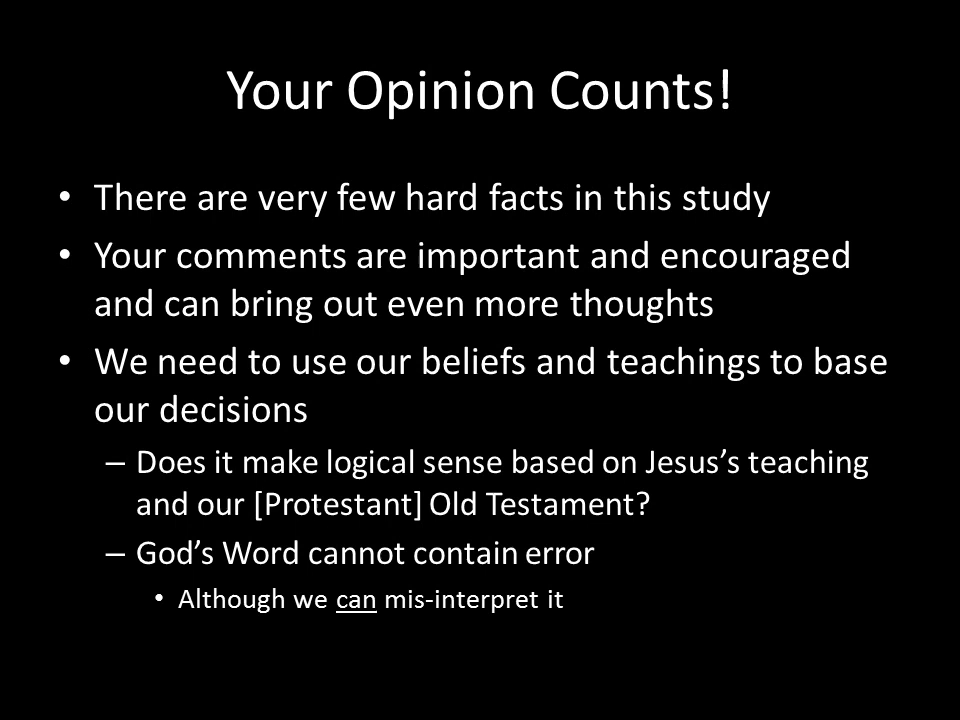 Your Opinion Counts!
• There are very few hard facts in this study
• Your comments are important and encouraged
and can bring out even more thoughts
• We need to use our beliefs and teachings to base
our decisions
– Does it make logical sense based on Jesus’s teaching
and our [Protestant] Old Testament?
– God’s Word cannot contain error
• Although we can mis-interpret it